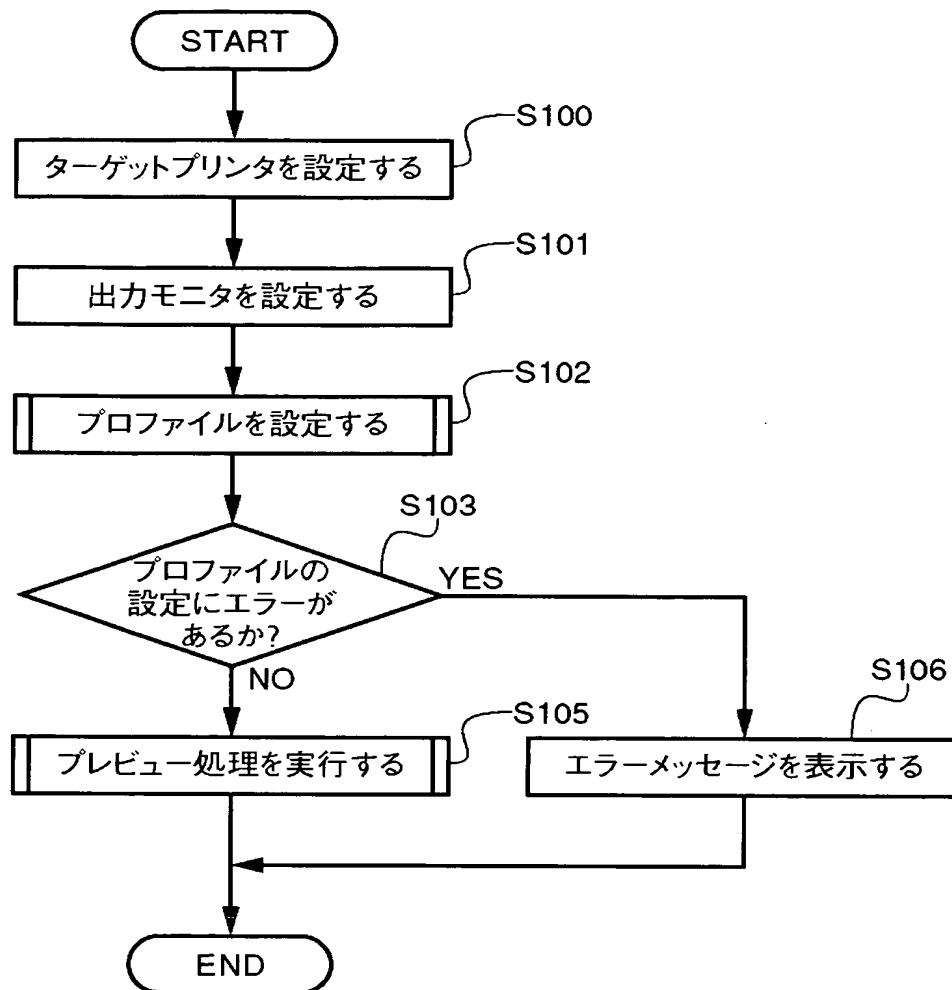 START
S100
ターゲットプリンタを設定する
S101
出力モニタを設定する
S102
プロファイルを設定する
S103
プロファイルの
設定にエラーが
あるか?
YES
NO
S105
プレビュー処理を実行する
S106
エラーメッセージを表示する
END